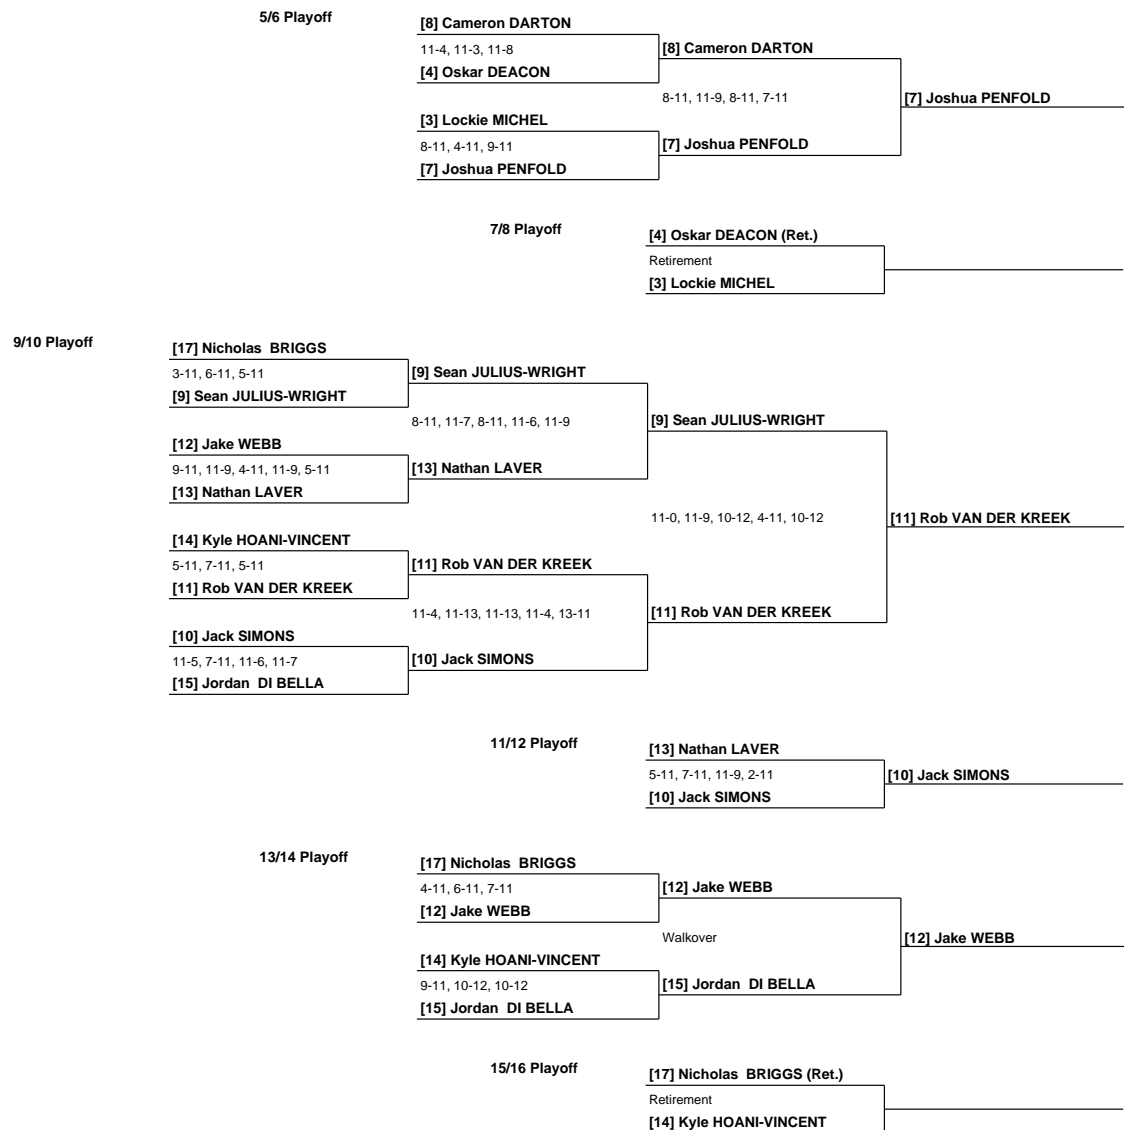 5/6 Playoff
[8] Cameron DARTON
11-4, 11-3, 11-8
[8] Cameron DARTON
[4] Oskar DEACON
8-11, 11-9, 8-11, 7-11
[7] Joshua PENFOLD
[3] Lockie MICHEL
8-11, 4-11, 9-11
[7] Joshua PENFOLD
[7] Joshua PENFOLD
7/8 Playoff
[4] Oskar DEACON (Ret.)
Retirement
[3] Lockie MICHEL
9/10 Playoff
[17] Nicholas  BRIGGS
3-11, 6-11, 5-11
[9] Sean JULIUS-WRIGHT
[9] Sean JULIUS-WRIGHT
8-11, 11-7, 8-11, 11-6, 11-9
[9] Sean JULIUS-WRIGHT
[12] Jake WEBB
9-11, 11-9, 4-11, 11-9, 5-11
[13] Nathan LAVER
[13] Nathan LAVER
11-0, 11-9, 10-12, 4-11, 10-12
[11] Rob VAN DER KREEK
[14] Kyle HOANI-VINCENT
5-11, 7-11, 5-11
[11] Rob VAN DER KREEK
[11] Rob VAN DER KREEK
11-4, 11-13, 11-13, 11-4, 13-11
[11] Rob VAN DER KREEK
[10] Jack SIMONS
11-5, 7-11, 11-6, 11-7
[10] Jack SIMONS
[15] Jordan  DI BELLA
11/12 Playoff
[13] Nathan LAVER
5-11, 7-11, 11-9, 2-11
[10] Jack SIMONS
[10] Jack SIMONS
13/14 Playoff
[17] Nicholas  BRIGGS
4-11, 6-11, 7-11
[12] Jake WEBB
[12] Jake WEBB
Walkover
[12] Jake WEBB
[14] Kyle HOANI-VINCENT
9-11, 10-12, 10-12
[15] Jordan  DI BELLA
[15] Jordan  DI BELLA
15/16 Playoff
[17] Nicholas  BRIGGS (Ret.)
Retirement
[14] Kyle HOANI-VINCENT